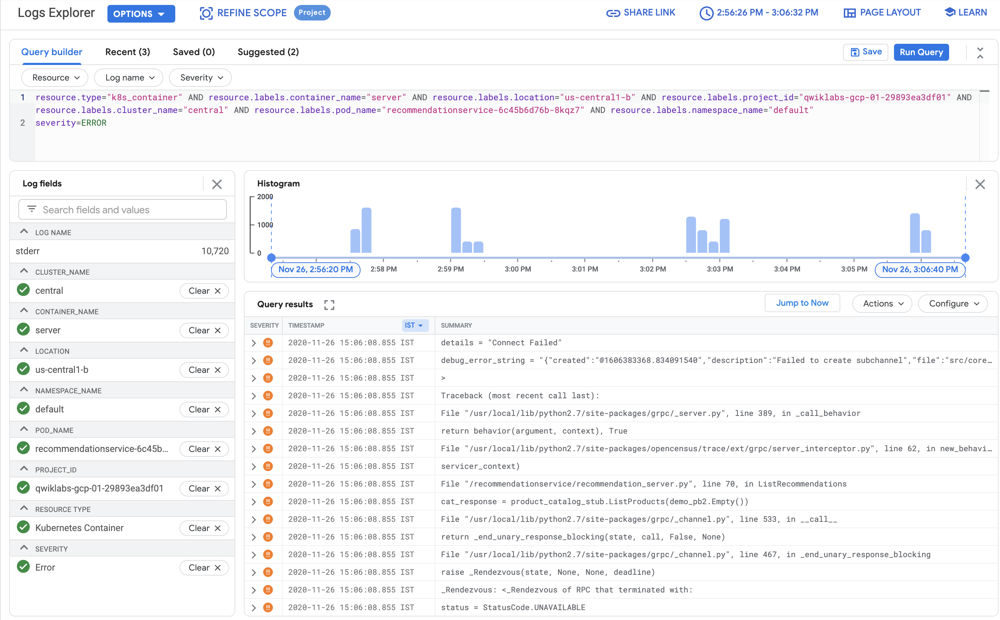 Logs Explorer OPTIONS REFINE SCOPE Project SHARE LINK 2:56:26 PM - 3:06:32 PM PAGE LAYOUT LEARN
Query builder Recent (3) Saved (0) Suggested (2) Save Run Query
Resource Log name Severity
1 resource.type="k8s_container" AND resource.labels.container_name="server" AND resource.labels.location="us-central1-b" AND resource.labels.project_id="qwiklabs-gcp-01-29893ea3df01" AND
resource.labels.cluster_name="central" AND resource.labels.pod_name="recommendationservice-6c45b6d76b-8kqz7" AND resource.labels.namespace_name="default"
2 severity=ERROR
Log fields
Search fields and values
LOG NAME
stderr 10,720
CLUSTER_NAME
central Clear
CONTAINER_NAME
server Clear
LOCATION
us-central1-b Clear
NAMESPACE_NAME
default Clear
POD_NAME
recommendationservice-6c45b... Clear
PROJECT_ID
qwiklabs-gcp-01-29893ea3df01 Clear
RESOURCE TYPE
Kubernetes Container Clear
SEVERITY
Error Clear
Histogram
2000
1000
0
Nov 26, 2:56:20 PM 2:58 PM 2:59 PM 3:00 PM 3:01 PM 3:02 PM 3:03 PM 3:04 PM 3:05 PM Nov 26, 3:06:40 PM
Query results Jump to Now Actions Configure
SEVERITY TIMESTAMP IST SUMMARY
2020-11-26 15:06:08.855 IST details = "Connect Failed"
2020-11-26 15:06:08.855 IST debug_error_string = "{"created":"@1606383368.834091540","description":"Failed to create subchannel","file":"src/core…
2020-11-26 15:06:08.855 IST >
2020-11-26 15:06:08.855 IST Traceback (most recent call last):
2020-11-26 15:06:08.855 IST File "/usr/local/lib/python2.7/site-packages/grpc/_server.py", line 389, in _call_behavior
2020-11-26 15:06:08.855 IST return behavior(argument, context), True
2020-11-26 15:06:08.855 IST File "/usr/local/lib/python2.7/site-packages/opencensus/trace/ext/grpc/server_interceptor.py", line 62, in new_behavi…
2020-11-26 15:06:08.855 IST servicer_context)
2020-11-26 15:06:08.855 IST File "/recommendationservice/recommendation_server.py", line 70, in ListRecommendations
2020-11-26 15:06:08.855 IST cat_response = product_catalog_stub.ListProducts(demo_pb2.Empty())
2020-11-26 15:06:08.855 IST File "/usr/local/lib/python2.7/site-packages/grpc/_channel.py", line 533, in __call__
2020-11-26 15:06:08.855 IST return _end_unary_response_blocking(state, call, False, None)
2020-11-26 15:06:08.855 IST File "/usr/local/lib/python2.7/site-packages/grpc/_channel.py", line 467, in _end_unary_response_blocking
2020-11-26 15:06:08.855 IST raise _Rendezvous(state, None, None, deadline)
2020-11-26 15:06:08.855 IST _Rendezvous: <_Rendezvous of RPC that terminated with:
2020-11-26 15:06:08.855 IST status = StatusCode.UNAVAILABLE